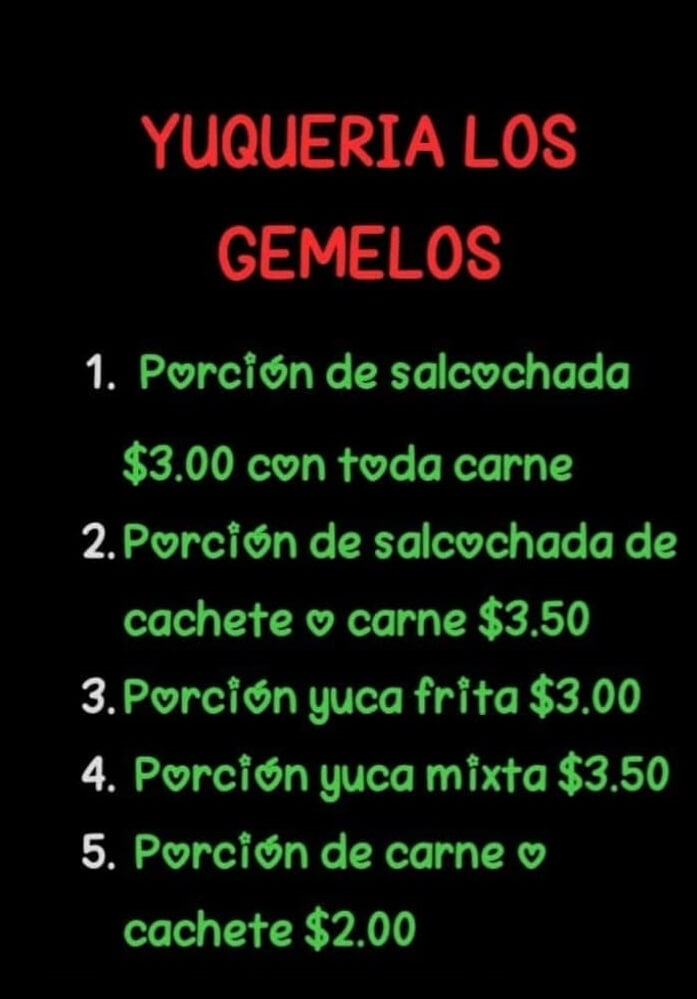 YUQUERIA LOS
GEMELOS
1. Porción de salcochada
$3.00 con toda carne
2. Porción de salcochada de
cachete o carne $3.50
3. Porción yuca frita $3.00
4. Porción yuca mixta $3.50
5. Porción de carne o
cachete $2.00